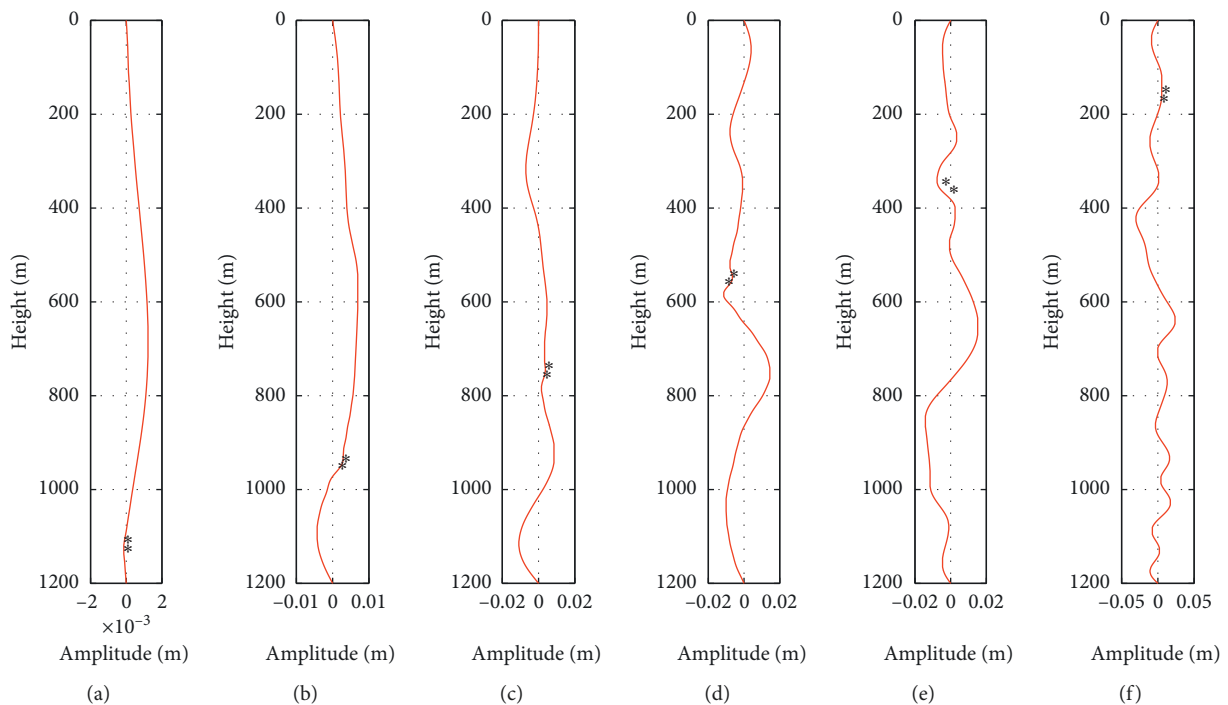 0 0 0 0 0 0
200 200 200 200 200 200
400 400 400 400 400 400
Height (m) Height (m) Height (m) Height (m) Height (m) Height (m)
600 600 600 600 600 600
800 800 800 800 800 800
1000 1000 1000 1000 1000 1000
1200 1200 1200 1200 1200 1200
−2 0 2 −0.01 0 0.01 −0.02 0 0.02 −0.02 0 0.02 −0.02 0 0.02 −0.05 0 0.05
×10−3
Amplitude (m) Amplitude (m) Amplitude (m) Amplitude (m) Amplitude (m) Amplitude (m)
(a) (b) (c) (d) (e) (f)